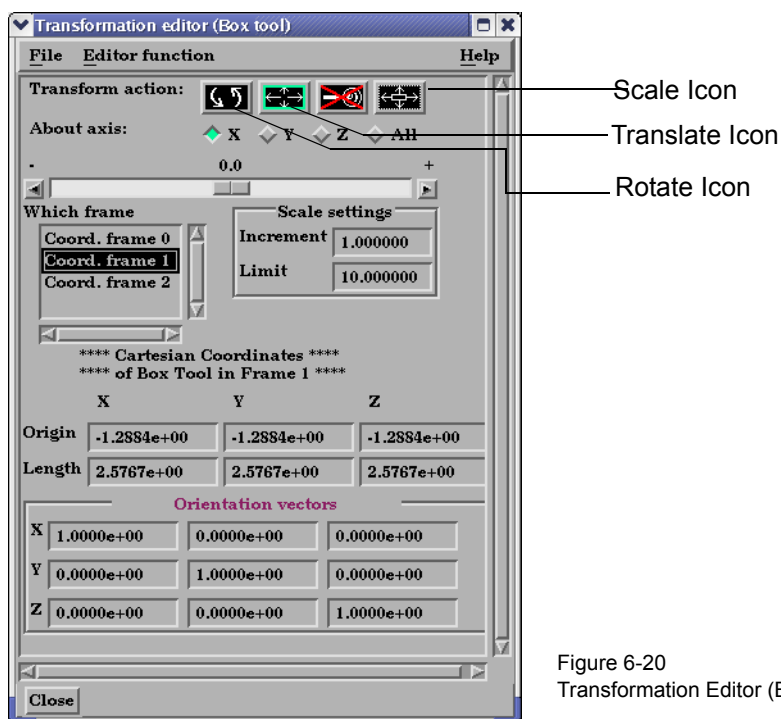 Transformation editor (Box tool)
File Editor function Help
Transform action:
Scale Icon
About axis: X Y Z All
Translate Icon
- 0.0 +
Rotate Icon
Which frame
Coord. frame 0
Coord. frame 1
Coord. frame 2
Scale settings
Increment 1.000000
Limit 10.000000
**** Cartesian Coordinates ****
**** of Box Tool in Frame 1 ****
X Y Z
Origin -1.2884e+00 -1.2884e+00 -1.2884e+00
Length 2.5767e+00 2.5767e+00 2.5767e+00
Orientation vectors
X 1.0000e+00 0.0000e+00 0.0000e+00
Y 0.0000e+00 1.0000e+00 0.0000e+00
Z 0.0000e+00 0.0000e+00 1.0000e+00
Close
Figure 6-20
Transformation Editor (